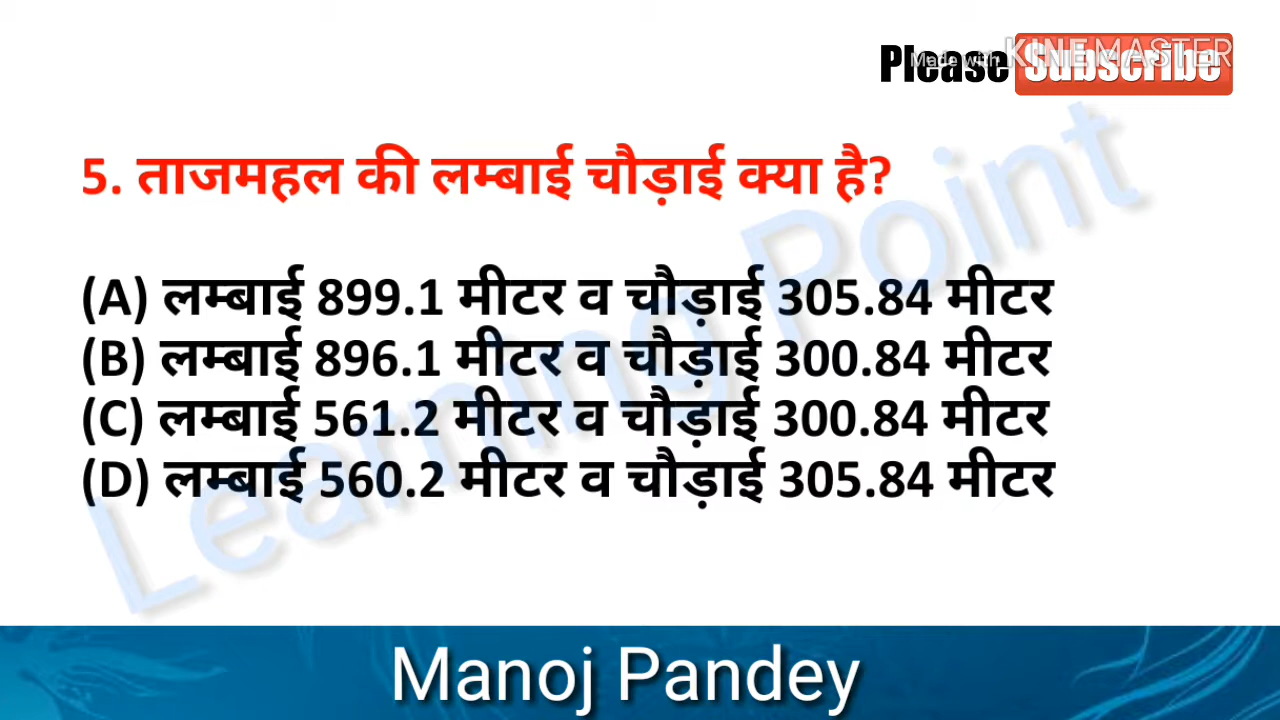 Please Subscribe
Made with KINEMASTER
5. ताजमहल की लम्बाई चौड़ाई क्या है?
(A) लम्बाई 899.1 मीटर व चौड़ाई 305.84 मीटर
(B) लम्बाई 896.1 मीटर व चौड़ाई 300.84 मीटर
(C) लम्बाई 561.2 मीटर व चौड़ाई 300.84 मीटर
(D) लम्बाई 560.2 मीटर व चौड़ाई 305.84 मीटर
Learning Point
Manoj Pandey